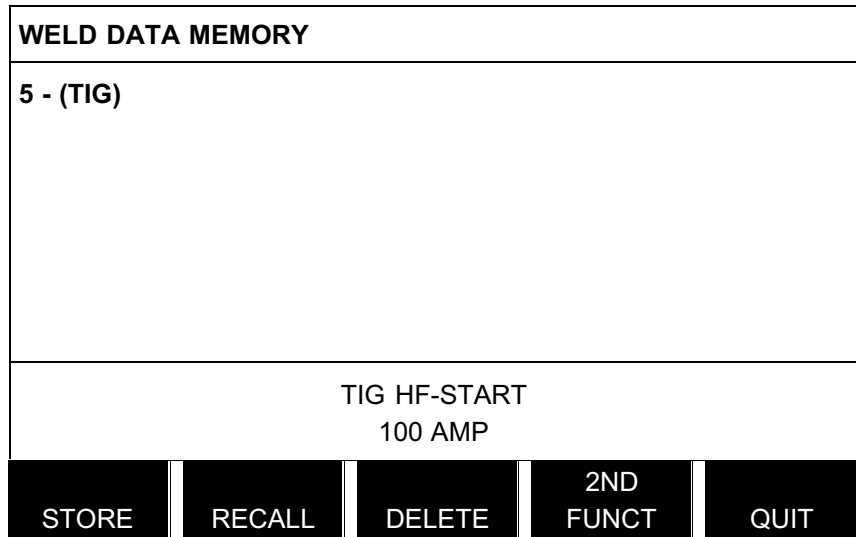 WELD DATA MEMORY
5 - (TIG)
TIG HF-START
100 AMP
STORE RECALL DELETE 2ND FUNCT QUIT